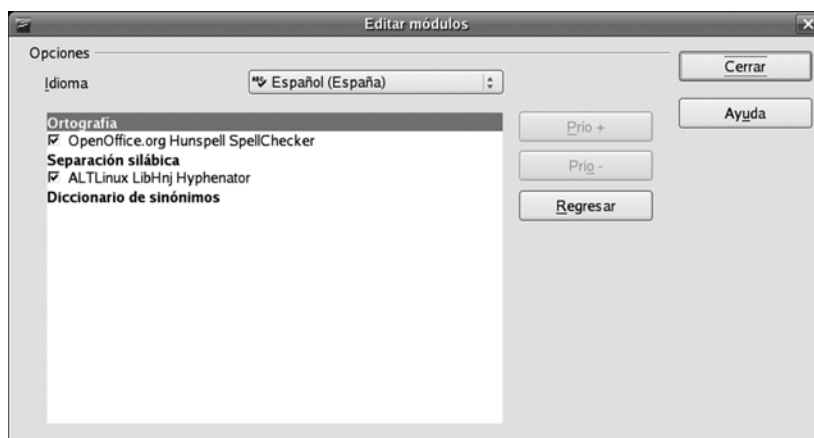 Editar módulos
Opciones
Idioma
Español (España)
Cerrar
Ayuda
Ortografía
OpenOffice.org Hunspell SpellChecker
Separación silábica
ALTLinux LibHnj Hyphenator
Diccionario de sinónimos
Prio +
Prio -
Regresar